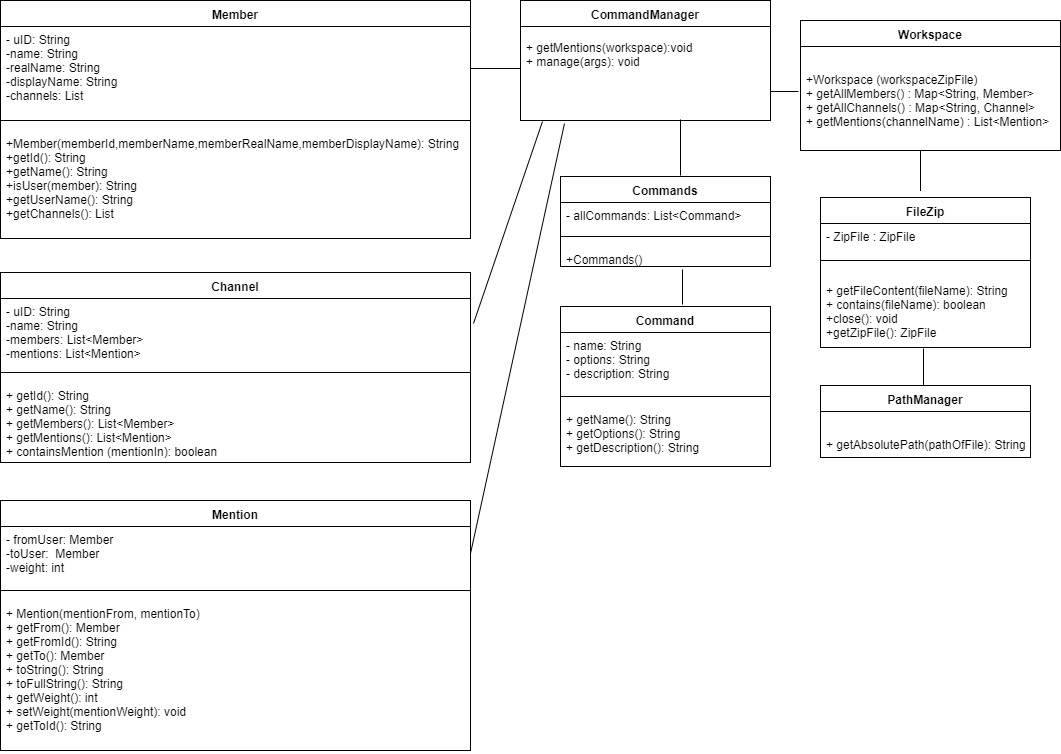 Member
- uID: String
-name: String
-realName: String
-displayName: String
-channels: List
+Member(memberId,memberName,memberRealName,memberDisplayName): String
+getId(): String
+getName(): String
+isUser(member): String
+getUserName(): String
+getChannels(): List
Channel
- uID: String
-name: String
-members: List<Member>
-mentions: List<Mention>
+ getId(): String
+ getName(): String
+ getMembers(): List<Member>
+ getMentions(): List<Mention>
+ containsMention (mentionIn): boolean
Mention
- fromUser: Member
-toUser:  Member
-weight: int
+ Mention(mentionFrom, mentionTo)
+ getFrom(): Member
+ getFromId(): String
+ getTo(): Member
+ toString(): String
+ toFullString(): String
+ getWeight(): int
+ setWeight(mentionWeight): void
+ getToId(): String
CommandManager
+ getMentions(workspace):void
+ manage(args): void
Commands
- allCommands: List<Command>
+Commands()
Command
- name: String
- options: String
- description: String
+ getName(): String
+ getOptions(): String
+ getDescription(): String
Workspace
+Workspace (workspaceZipFile)
+ getAllMembers() : Map<String, Member>
+ getAllChannels() : Map<String, Channel>
+ getMentions(channelName) : List<Mention>
FileZip
- ZipFile : ZipFile
+ getFileContent(fileName): String
+ contains(fileName): boolean
+close(): void
+getZipFile(): ZipFile
PathManager
+ getAbsolutePath(pathOfFile): String